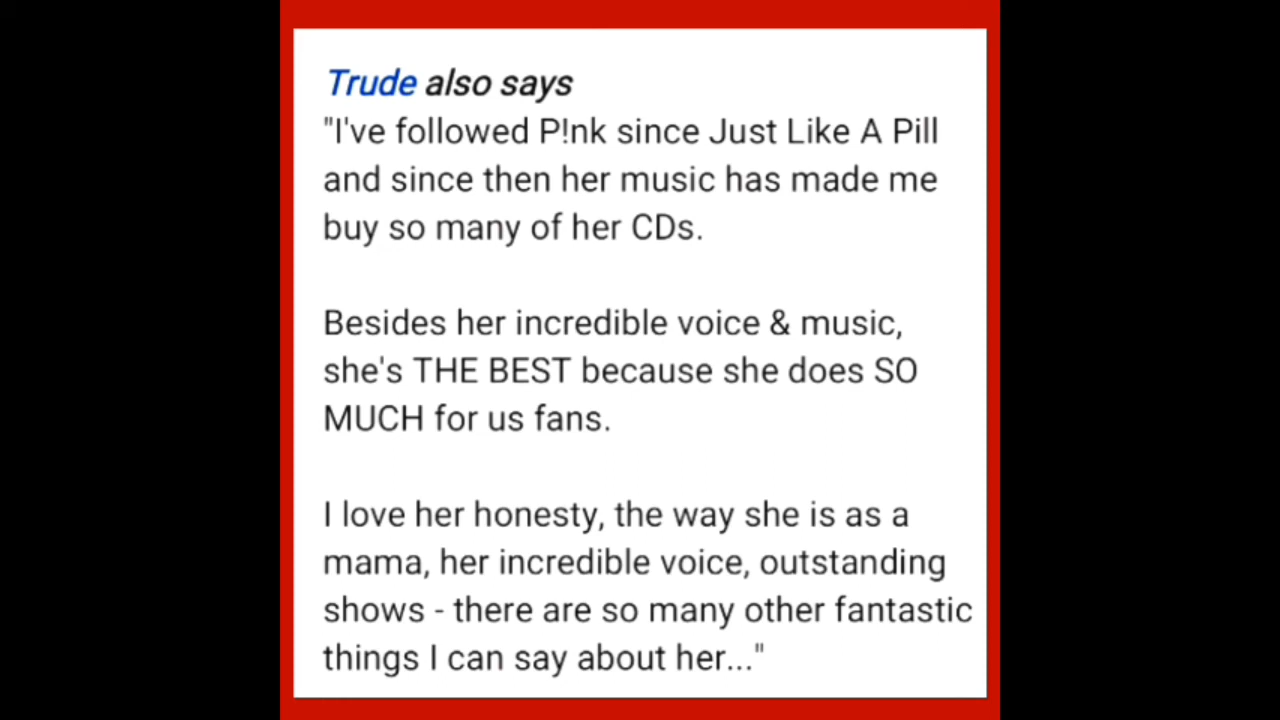 Trude also says
"I've followed P!nk since Just Like A Pill
and since then her music has made me
buy so many of her CDs.
Besides her incredible voice & music,
she's THE BEST because she does SO
MUCH for us fans.
I love her honesty, the way she is as a
mama, her incredible voice, outstanding
shows - there are so many other fantastic
things I can say about her..."